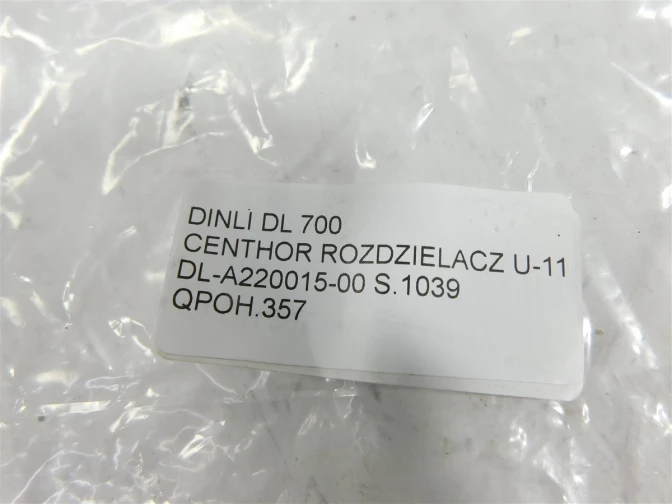 DINLI DL 700
CENTHOR ROZDZIELACZ U-11
DL-A220015-00 S.1039
QPOH.357